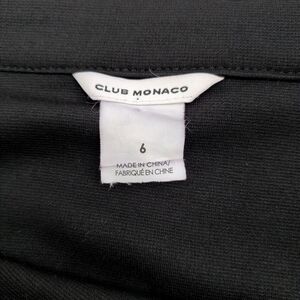 CLUB MONACO
6
MADE IN CHINA/
FABRIQUÉ EN CHINE